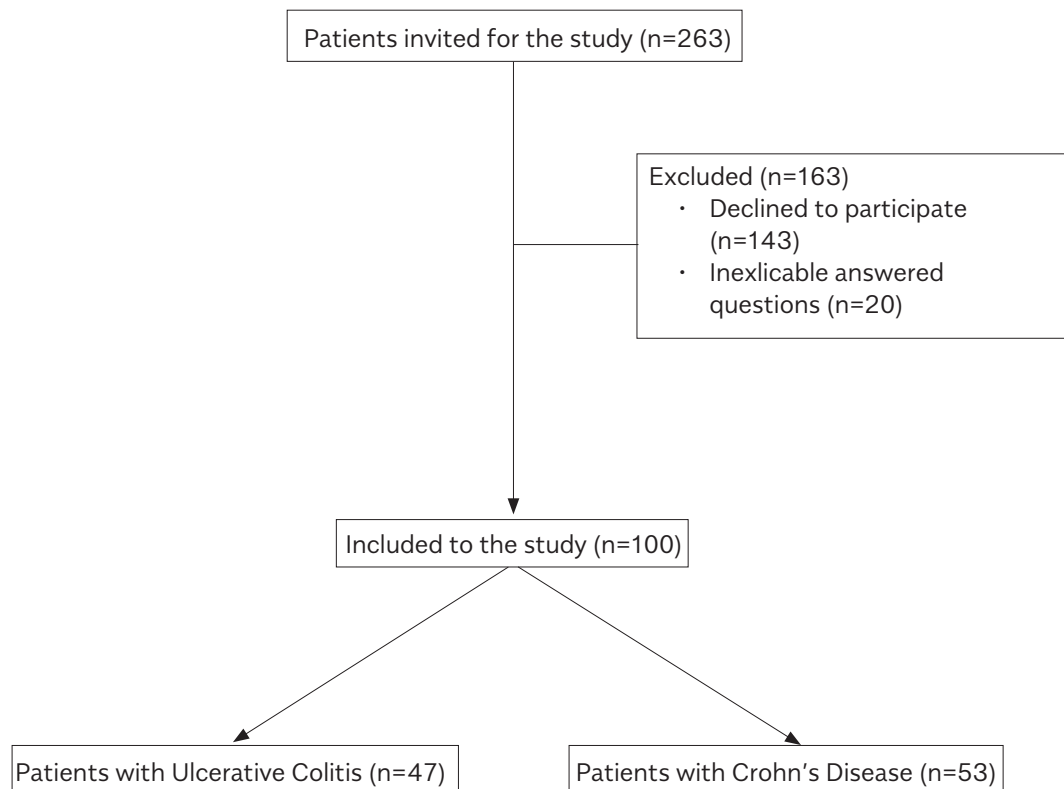 Patients invited for the study (n=263)
Excluded (n=163)
· Declined to participate
(n=143)
· Inexlicable answered
questions (n=20)
Included to the study (n=100)
Patients with Ulcerative Colitis (n=47)
Patients with Crohn's Disease (n=53)